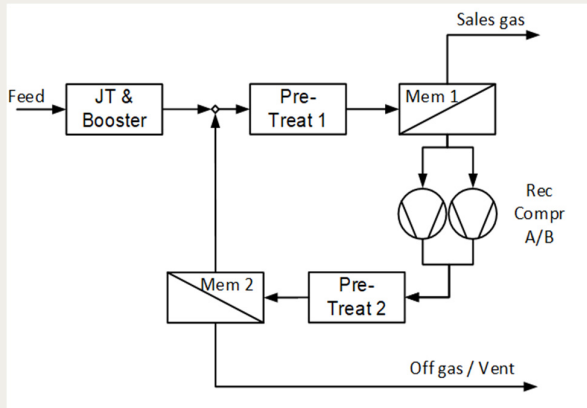 Sales gas
Feed
JT &
Booster
Pre-
Treat 1
Mem 1
Rec
Compr
A/B
Mem 2
Pre-
Treat 2
Off gas / Vent